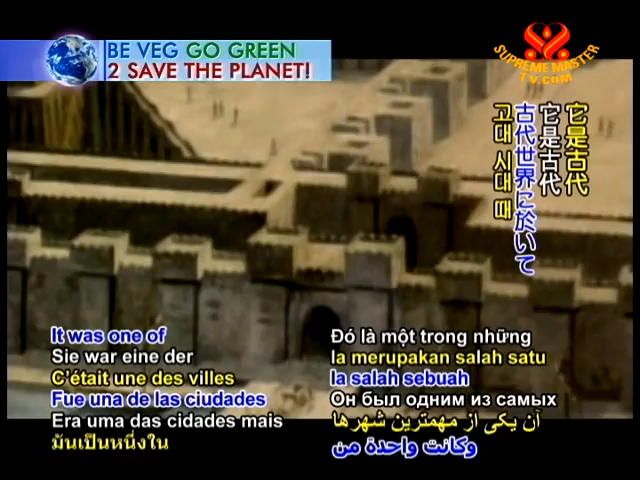 BE VEG GO GREEN
2 SAVE THE PLANET!
SUPREME MASTER
TV.COM
它是古代
它是古代
古代世界に於いて
고대 시대 때
It was one of
Sie war eine der
C'était une des villes
Fue una de las ciudades
Era uma das cidades mais
มันเป็นหนึ่งใน
Đó là một trong những
Ia merupakan salah satu
Ia salah sebuah
Он был одним из самых
آن یکی از مهمترین شهرها
وكانت واحدة من